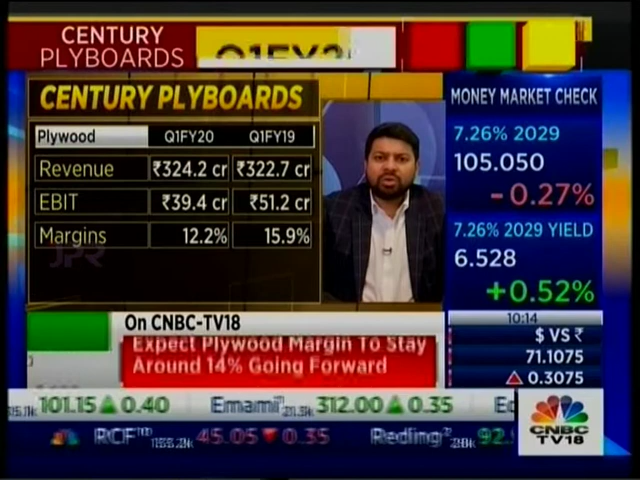 CENTURY
PLYBOARDS
CENTURY PLYBOARDS
Plywood Q1FY20 Q1FY19
Revenue ₹324.2 cr ₹322.7 cr
EBIT ₹39.4 cr ₹51.2 cr
Margins 12.2% 15.9%
MONEY MARKET CHECK
7.26% 2029
105.050
-0.27%
7.26% 2029 YIELD
6.528
+0.52%
10:14
$ VS ₹
71.1075
▲ 0.3075
On CNBC-TV18
Expect Plywood Margin To Stay
Around 14% Going Forward
101.15 ▲ 0.40 Emami 312.00 ▲ 0.35
RCF 45.05 ▼ 0.35 Reding 92.
CNBC
TV18